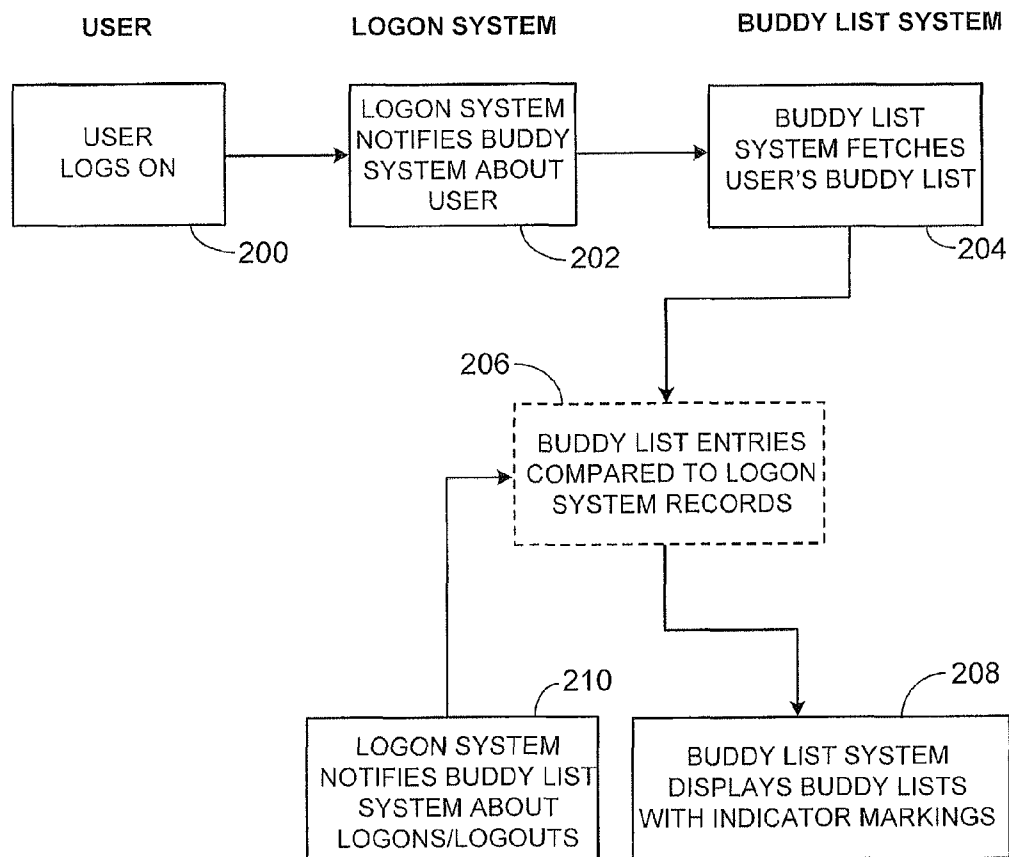 USER
LOGON SYSTEM
BUDDY LIST SYSTEM
USER
LOGS ON
200
LOGON SYSTEM
NOTIFIES BUDDY
SYSTEM ABOUT
USER
202
BUDDY LIST
SYSTEM FETCHES
USER'S BUDDY LIST
204
206
BUDDY LIST ENTRIES
COMPARED TO LOGON
SYSTEM RECORDS
210
LOGON SYSTEM
NOTIFIES BUDDY LIST
SYSTEM ABOUT
LOGONS/LOGOUTS
208
BUDDY LIST SYSTEM
DISPLAYS BUDDY LISTS
WITH INDICATOR MARKINGS